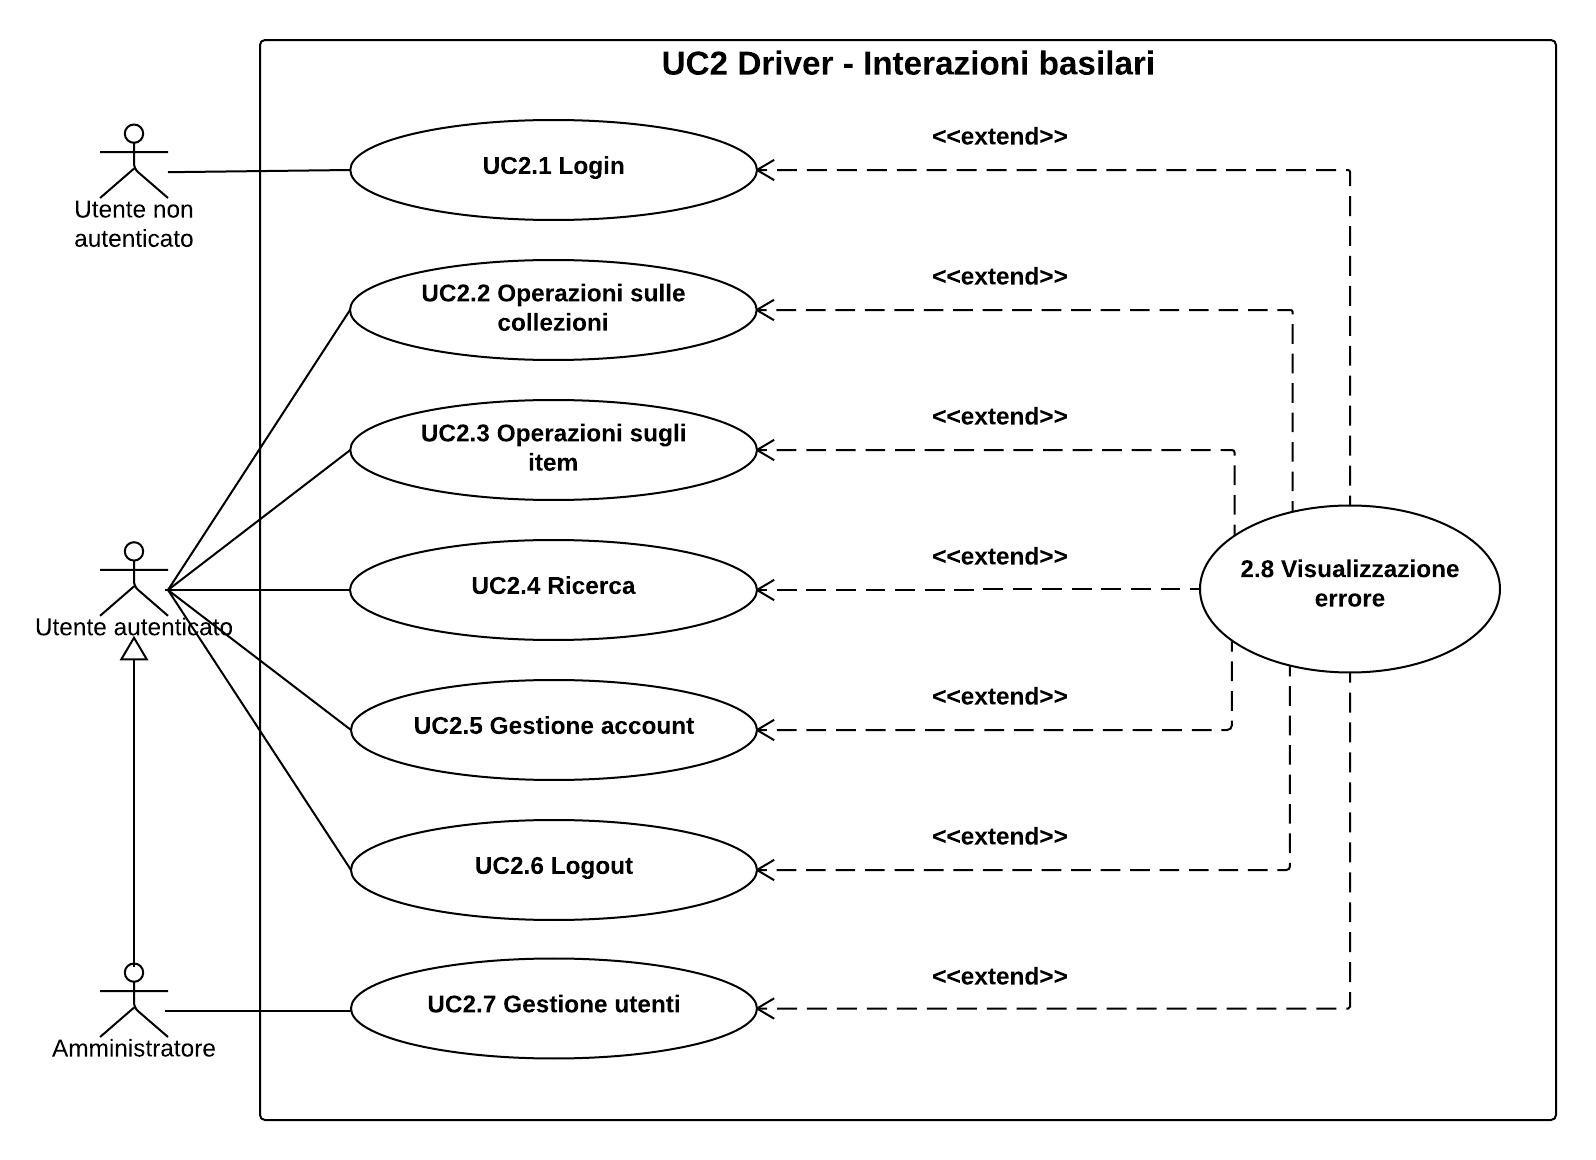 UC2 Driver - Interazioni basilari
<<extend>>
UC2.1 Login
Utente non
autenticato
<<extend>>
UC2.2 Operazioni sulle
collezioni
<<extend>>
UC2.3 Operazioni sugli
item
<<extend>>
UC2.4 Ricerca
2.8 Visualizzazione
errore
Utente autenticato
<<extend>>
UC2.5 Gestione account
<<extend>>
UC2.6 Logout
<<extend>>
UC2.7 Gestione utenti
Amministratore